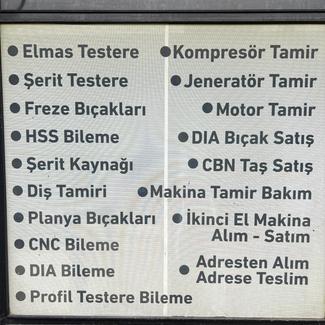 • Elmas Testere
• Şerit Testere
• Freze Bıçakları
• HSS Bileme
• Şerit Kaynağı
• Diş Tamiri
• Planya Bıçakları
• CNC Bileme
• DIA Bileme
• Profil Testere Bileme
• Kompresör Tamir
• Jeneratör Tamir
• Motor Tamir
• DIA Bıçak Satış
• CBN Taş Satış
• Makina Tamir Bakım
• İkinci El Makina
Alım - Satım
• Adresten Alım
Adrese Teslim